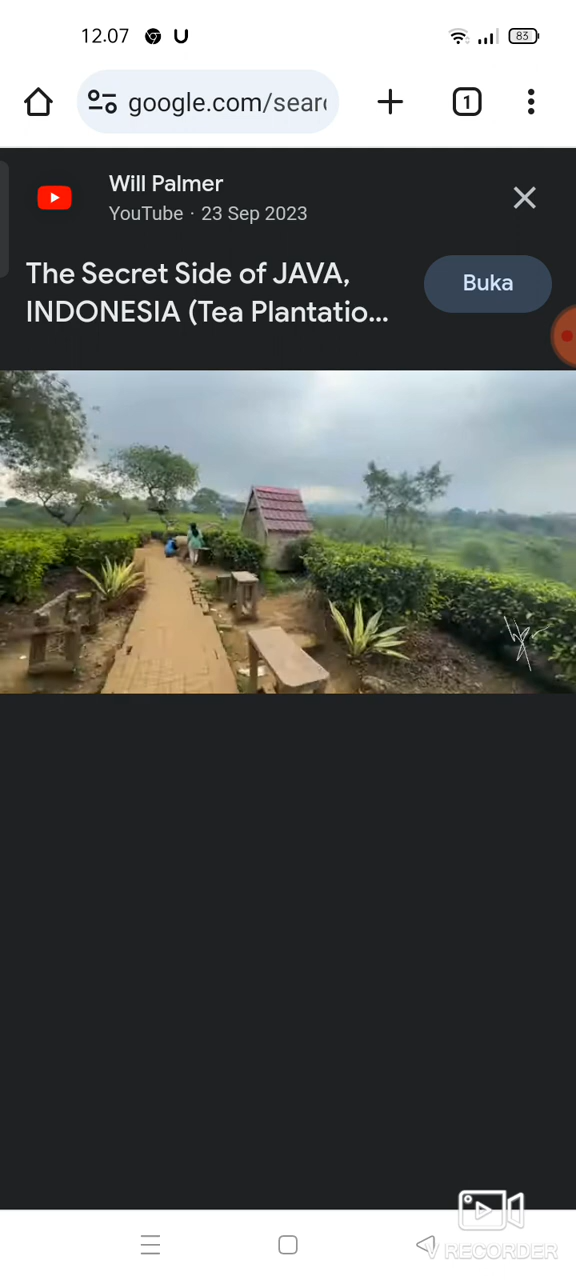 12.07
83
google.com/sear
1
Will Palmer
YouTube · 23 Sep 2023
The Secret Side of JAVA,
INDONESIA (Tea Plantatio...
Buka
V RECORDER